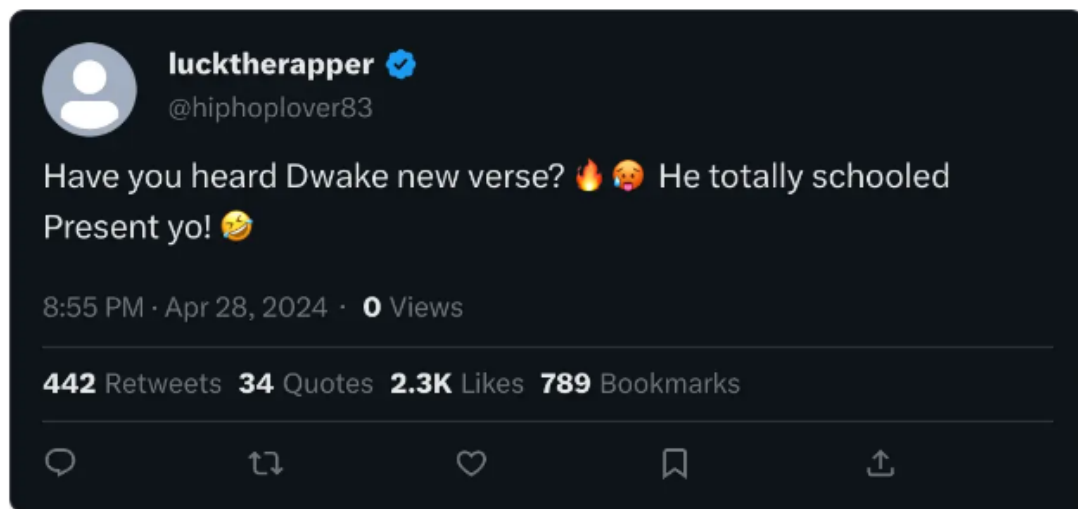 lucktherapper
@hiphoplover83
Have you heard Dwake new verse? 🔥 🥵 He totally schooled
Present yo! 🤣
8:55 PM · Apr 28, 2024 · 0 Views
442 Retweets 34 Quotes 2.3K Likes 789 Bookmarks